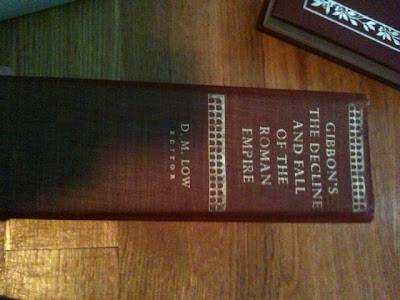 GIBBON'S
THE DECLINE
AND FALL
OF THE
ROMAN
EMPIRE
D. M. LOW
EDITOR